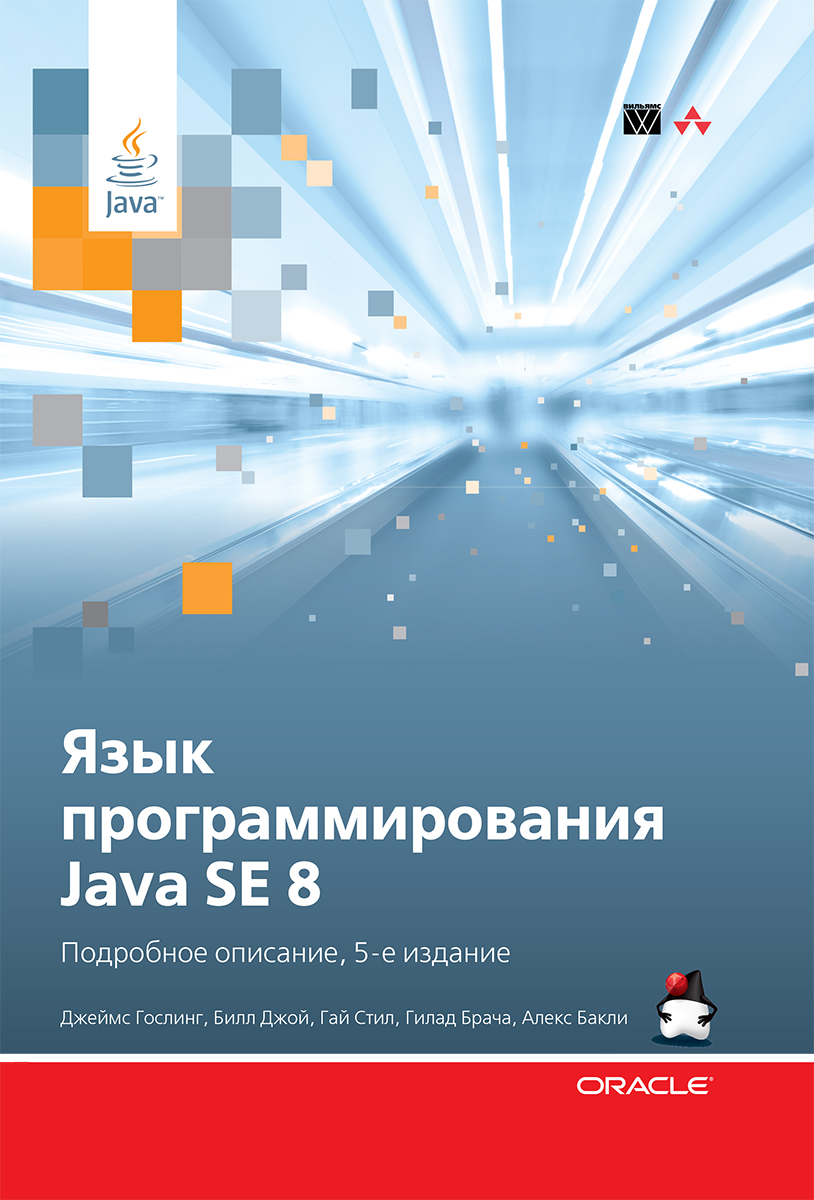 ВИЛЬЯМС
W
Java™
Язык
программирования
Java SE 8
Подробное описание, 5-е издание
Джеймс Гослинг, Билл Джой, Гай Стил, Гилад Брача, Алекс Бакли
ORACLE®